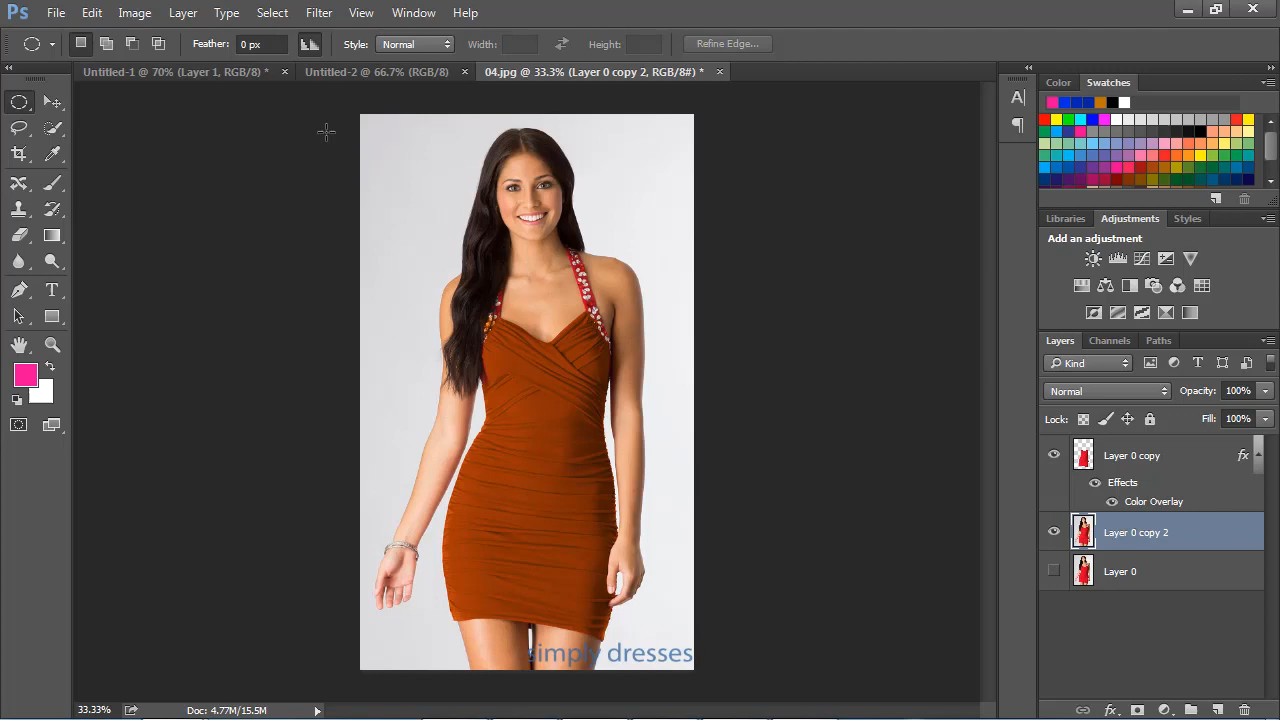 Ps File Edit Image Layer Type Select Filter View Window Help
Feather: 0 px Style: Normal Width: Height: Refine Edge...
Untitled-1 @ 70% (Layer 1, RGB/8) * × Untitled-2 @ 66.7% (RGB/8) × 04.jpg @ 33.3% (Layer 0 copy 2, RGB/8#) * ×
Color Swatches
Libraries Adjustments Styles
Add an adjustment
Layers Channels Paths
Kind
Normal Opacity: 100%
Lock: Fill: 100%
Layer 0 copy fx
Effects
Color Overlay
Layer 0 copy 2
Layer 0
simply dresses
33.33% Doc: 4.77M/15.5M